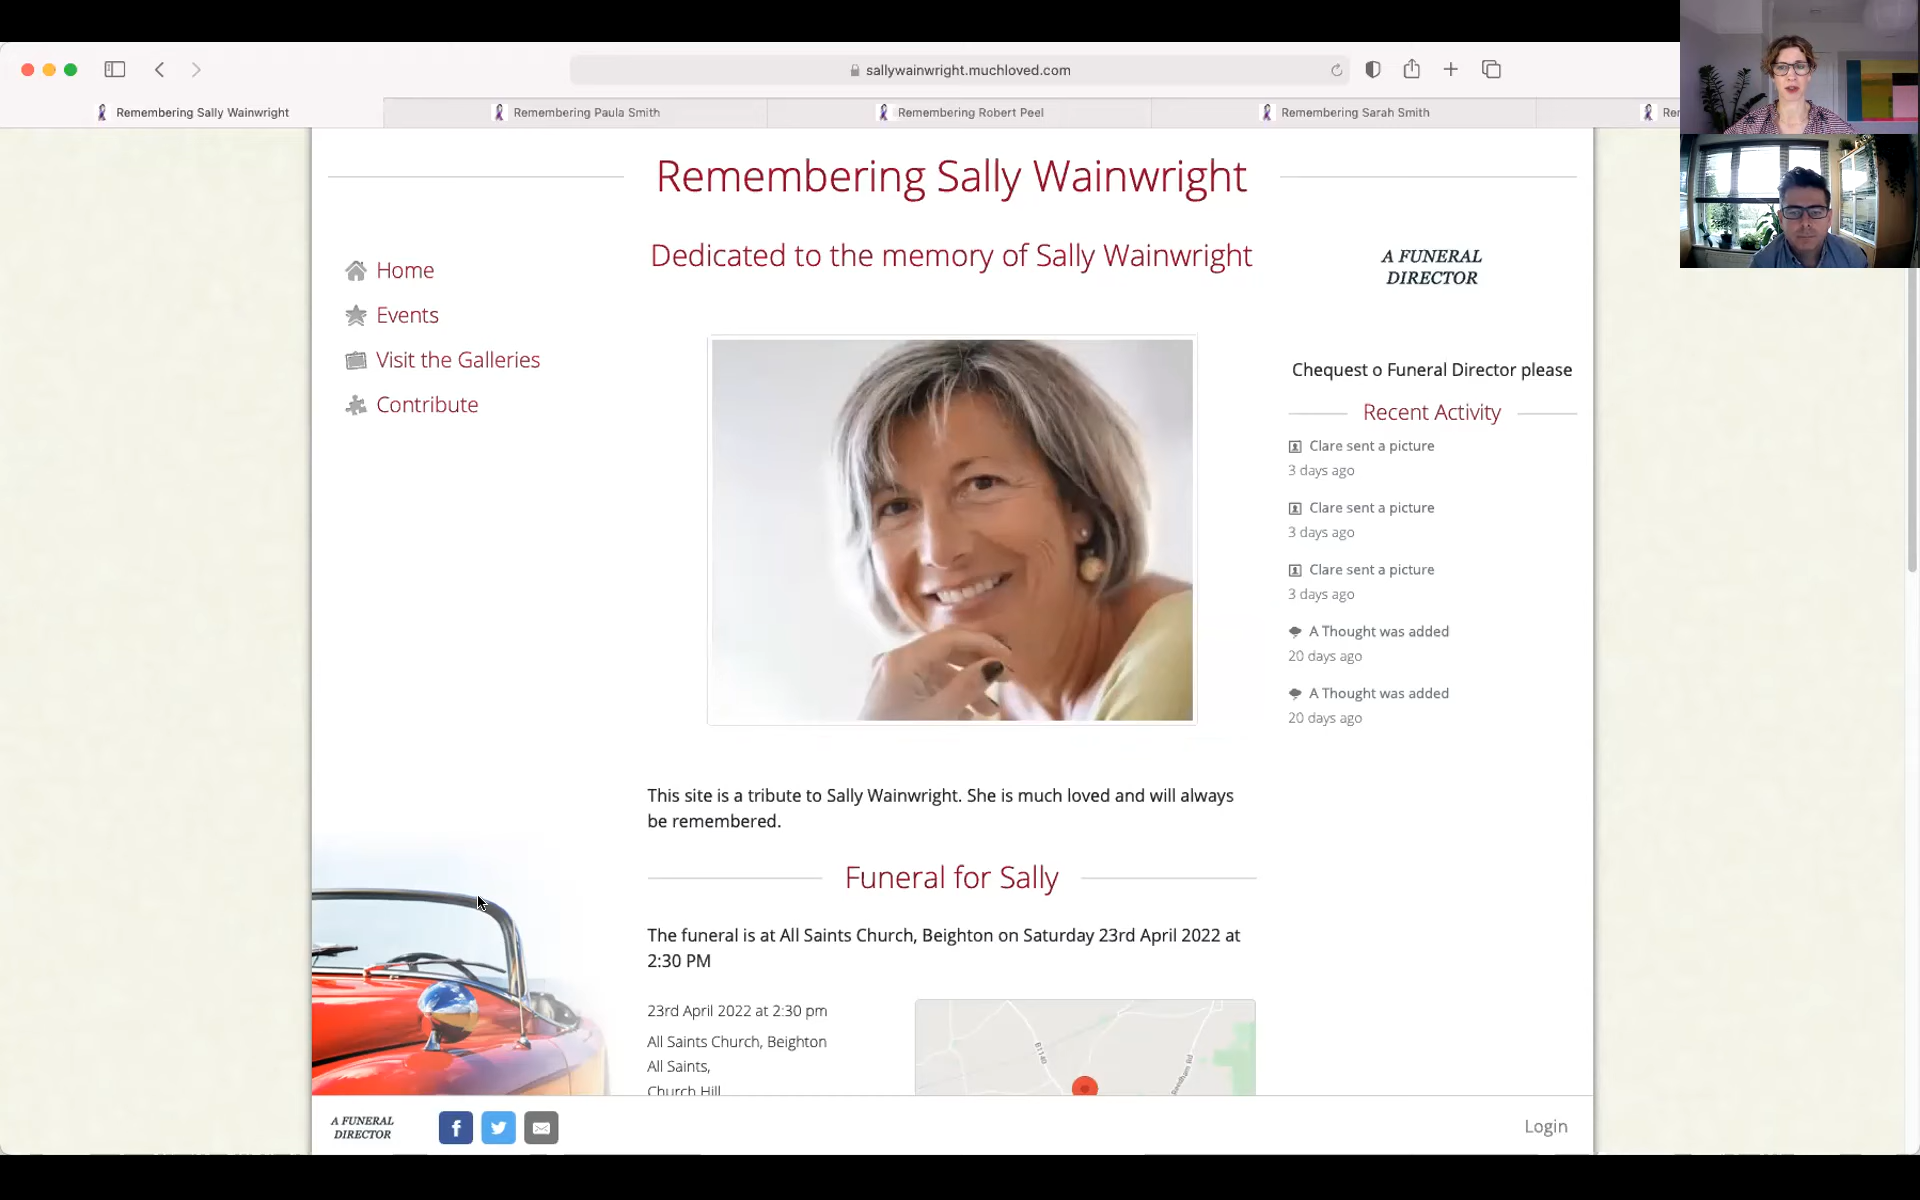 sallywainwright.muchloved.com
Remembering Sally Wainwright
Remembering Paula Smith
Remembering Robert Peel
Remembering Sarah Smith
Remembering Sally Wainwright
Dedicated to the memory of Sally Wainwright
Home
Events
Visit the Galleries
Contribute
This site is a tribute to Sally Wainwright. She is much loved and will always
be remembered.
Funeral for Sally
The funeral is at All Saints Church, Beighton on Saturday 23rd April 2022 at
2:30 PM
23rd April 2022 at 2:30 pm
All Saints Church, Beighton
All Saints,
Church Hill
B1140
Reedham Rd
A FUNERAL
DIRECTOR
Chequest o Funeral Director please
Recent Activity
Clare sent a picture
3 days ago
Clare sent a picture
3 days ago
Clare sent a picture
3 days ago
A Thought was added
20 days ago
A Thought was added
20 days ago
A FUNERAL
DIRECTOR
Login